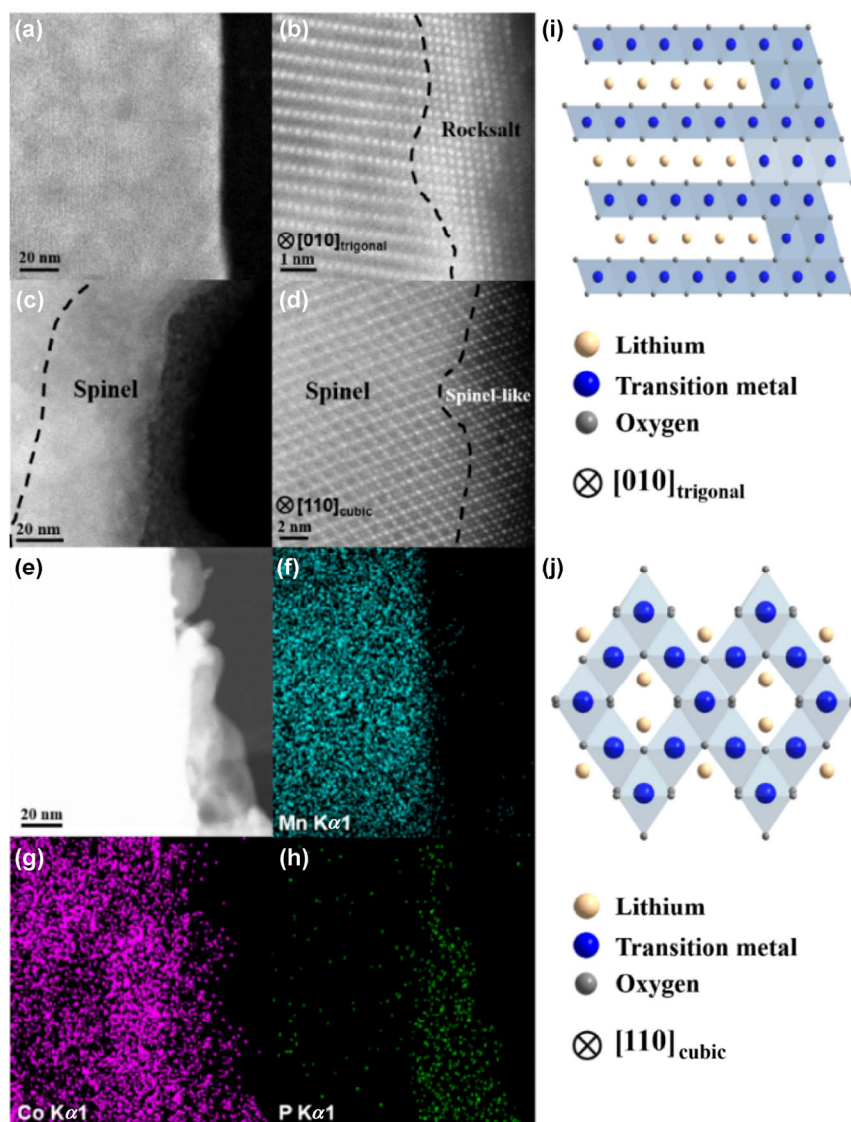 (a)
20 nm
(b)
Rocksalt
⊗ [010]trigonal
1 nm
(c)
Spinel
20 nm
(d)
Spinel
Spinel-like
⊗ [110]cubic
2 nm
(e)
20 nm
(f)
Mn Kα1
(g)
Co Kα1
(h)
P Kα1
(i)
Lithium
Transition metal
Oxygen
⊗ [010]trigonal
(j)
Lithium
Transition metal
Oxygen
⊗ [110]cubic